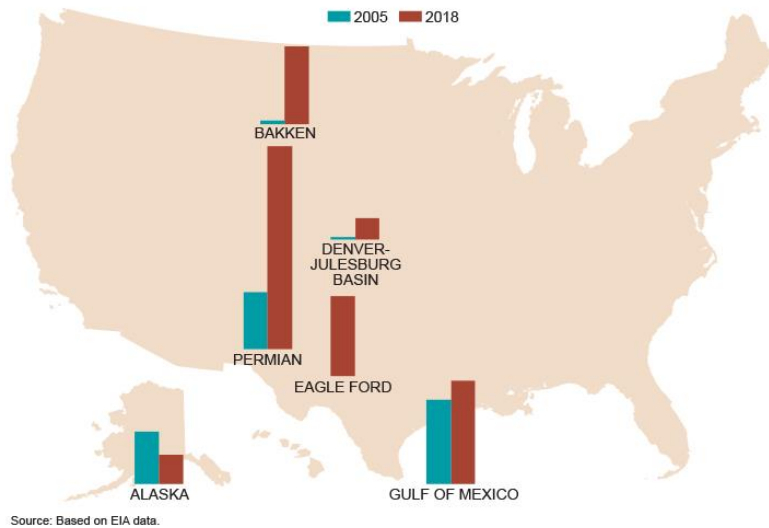 2005 2018
BAKKEN
DENVER-
JULESBURG
BASIN
PERMIAN
EAGLE FORD
ALASKA
GULF OF MEXICO
Source: Based on EIA data.